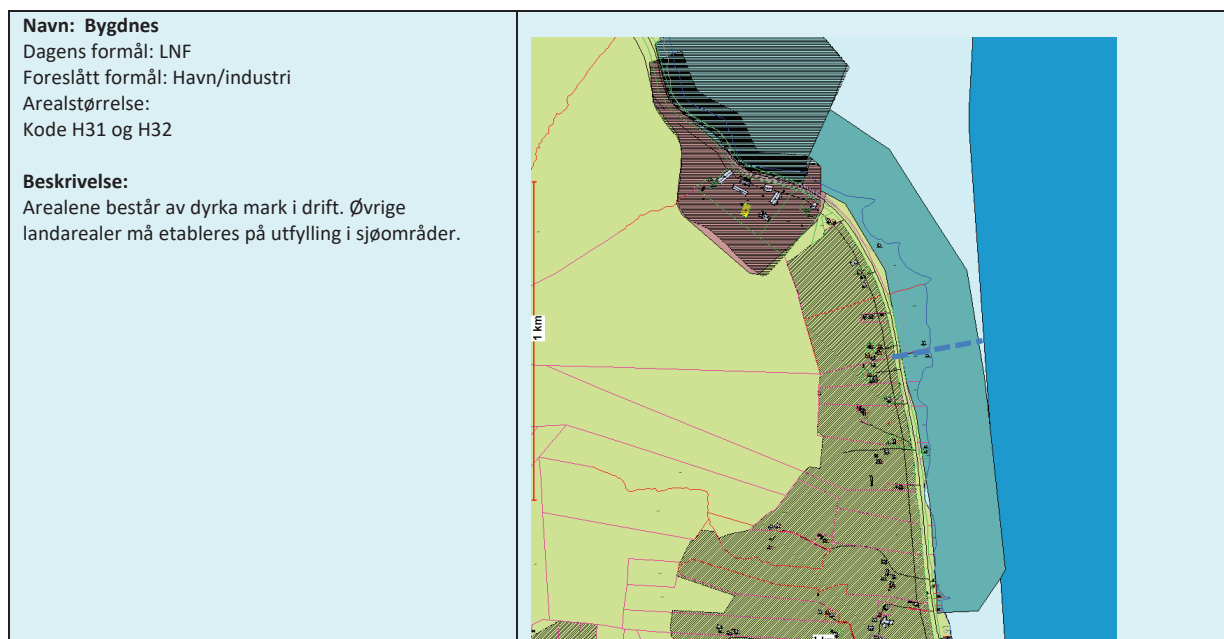 Navn: Bygdnes
Dagens formål: LNF
Foreslått formål: Havn/industri
Arealstørrelse:
Kode H31 og H32
Beskrivelse:
Arealene består av dyrka mark i drift. Øvrige
landarealer må etableres på utfylling i sjøområder.
1 km